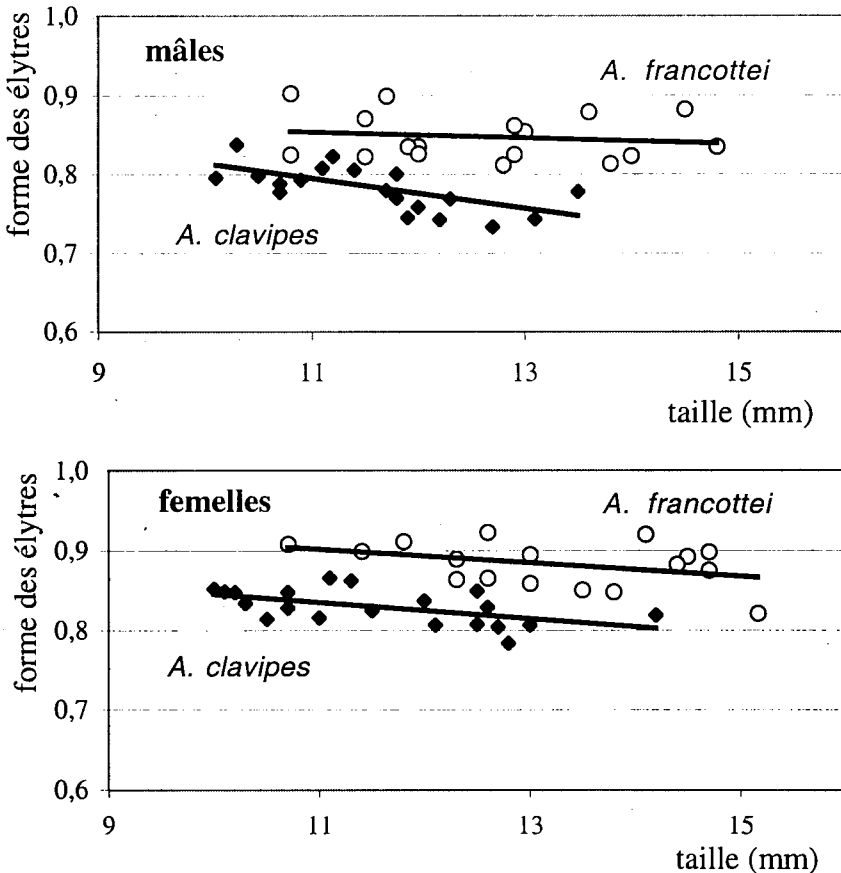 1,0
mâles
A. francottei
0,9
0,8
A. clavipes
0,7
0,6
9
11
13
15
taille (mm)
forme des élytres
1,0
femelles
A. francottei
0,9
0,8
A. clavipes
0,7
0,6
9
11
13
15
taille (mm)
forme des élytres